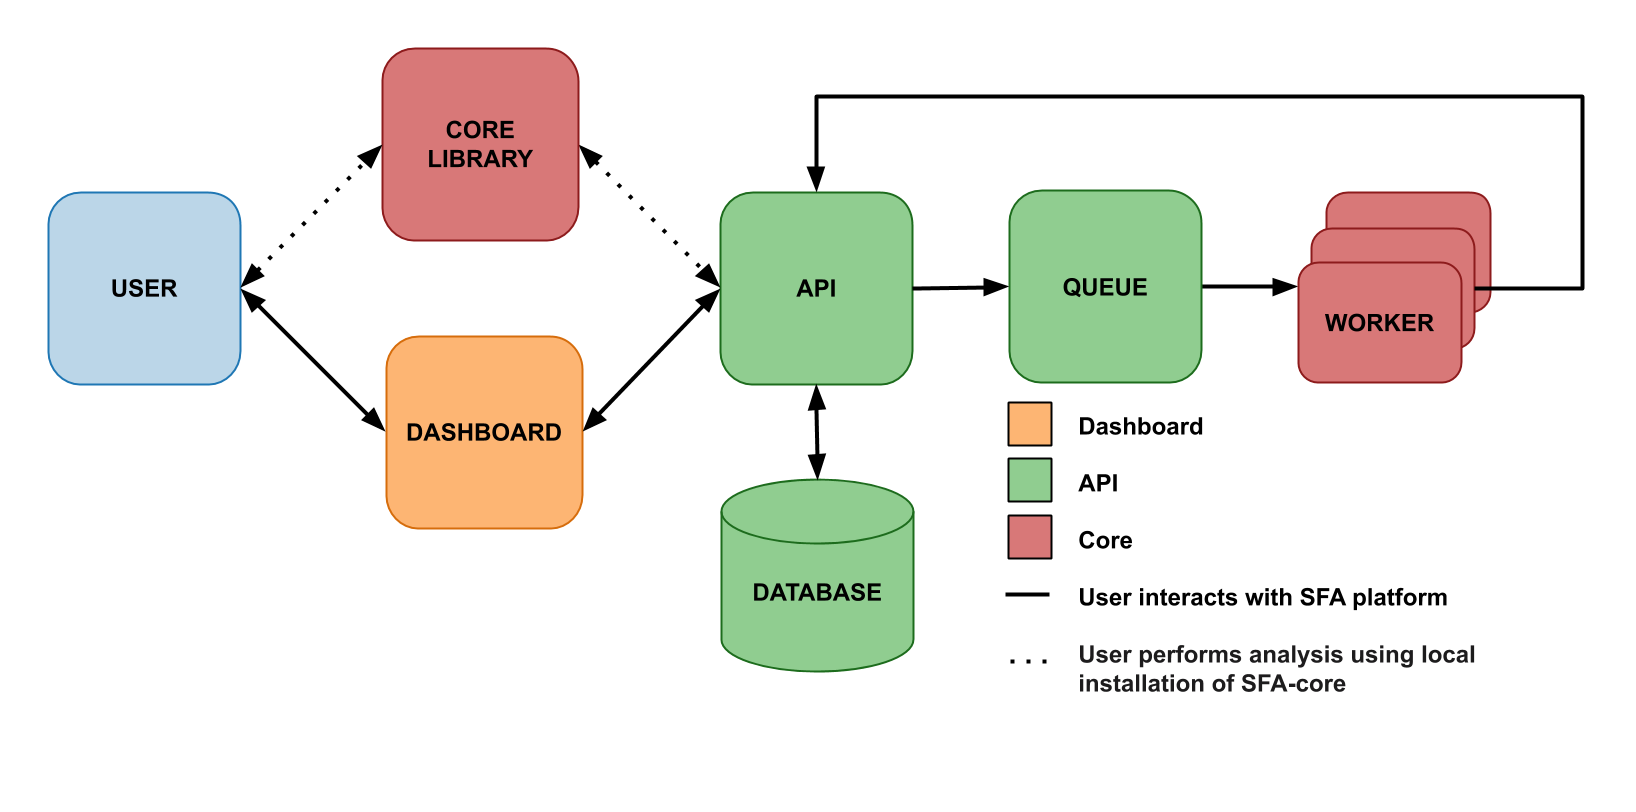 CORE
LIBRARY
USER
API
QUEUE
WORKER
DASHBOARD
DATABASE
Dashboard
API
Core
User interacts with SFA platform
User performs analysis using local
installation of SFA-core